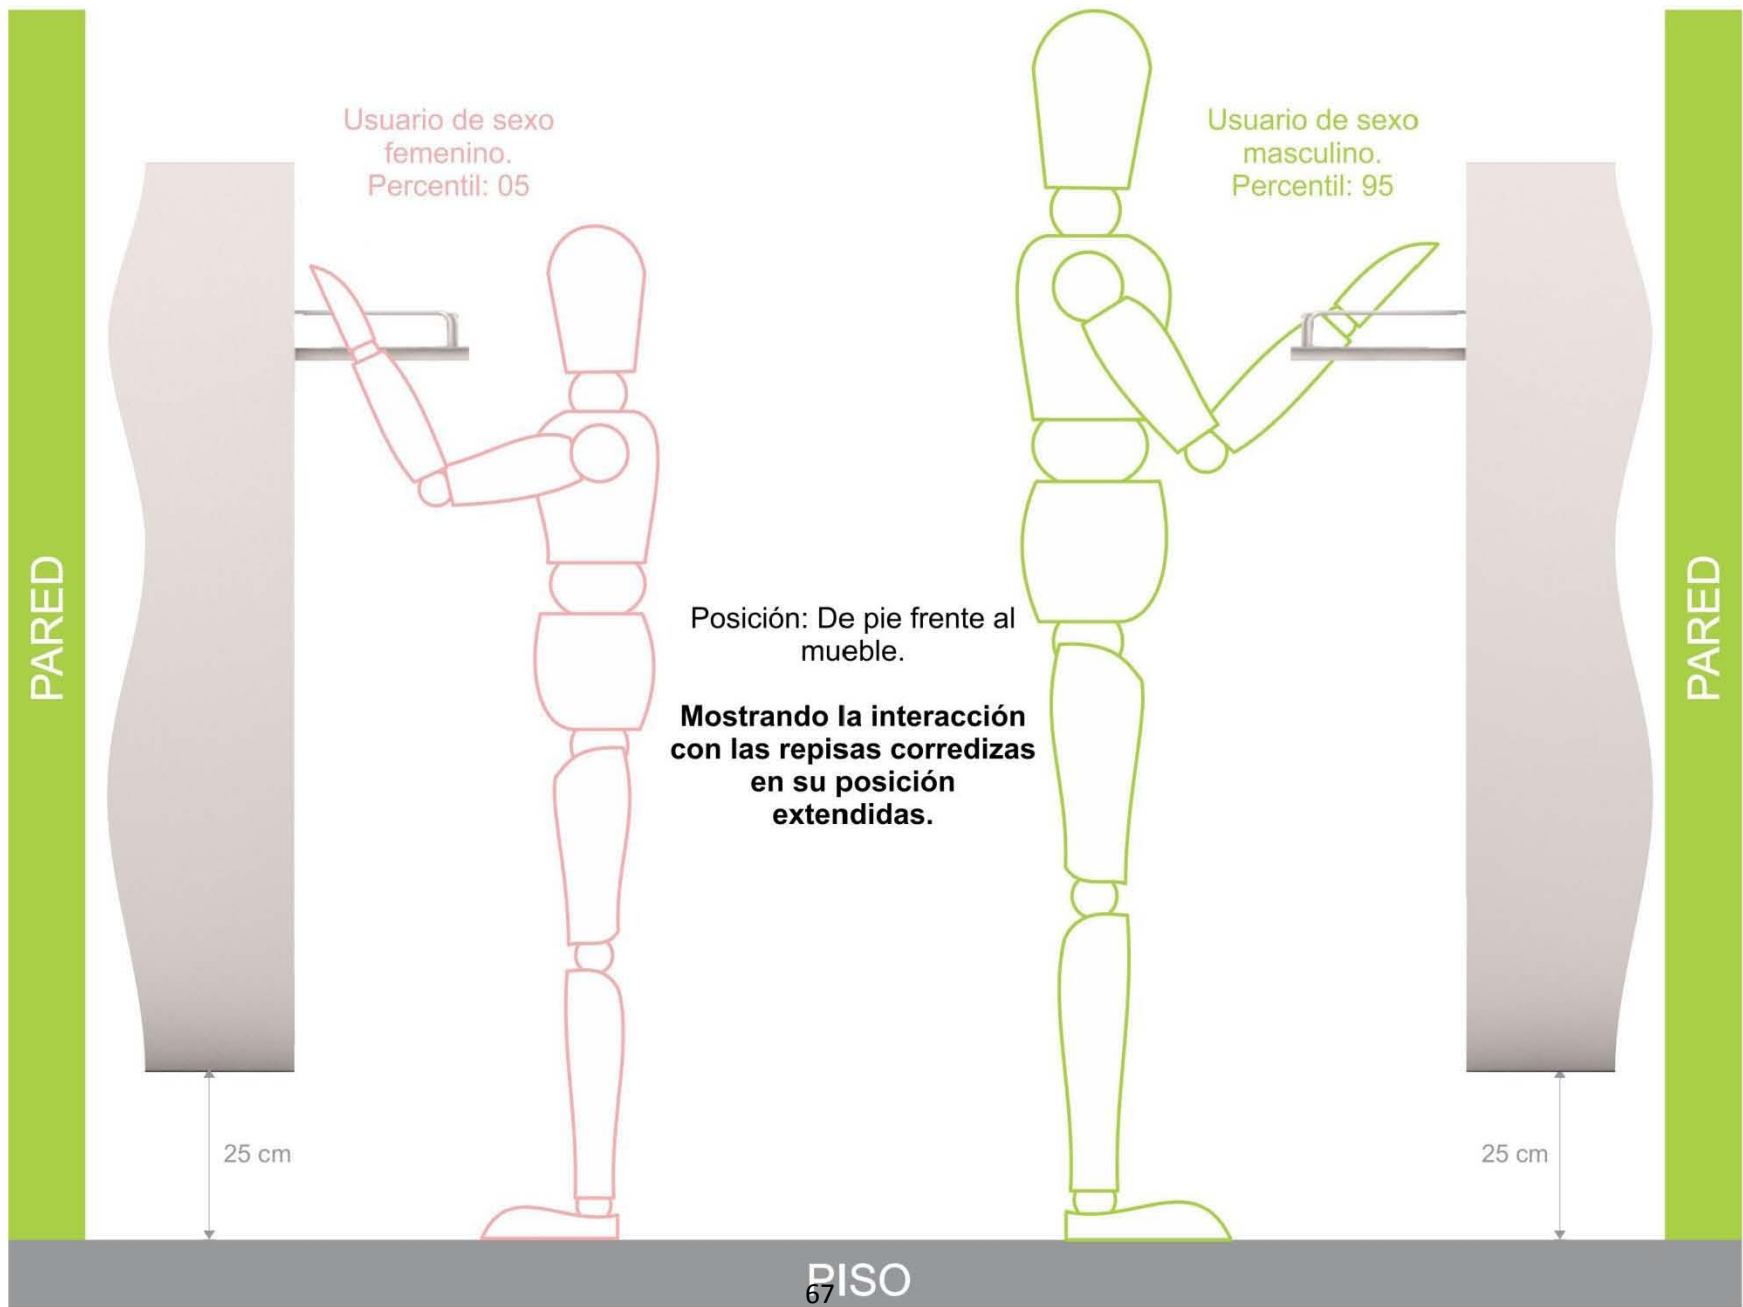 Usuario de sexo
femenino.
Percentil: 05
Usuario de sexo
masculino.
Percentil: 95
PARED
Posición: De pie frente al
mueble.
Mostrando la interacción
con las repisas corredizas
en su posición
extendidas.
PARED
25 cm
25 cm
PISO
67